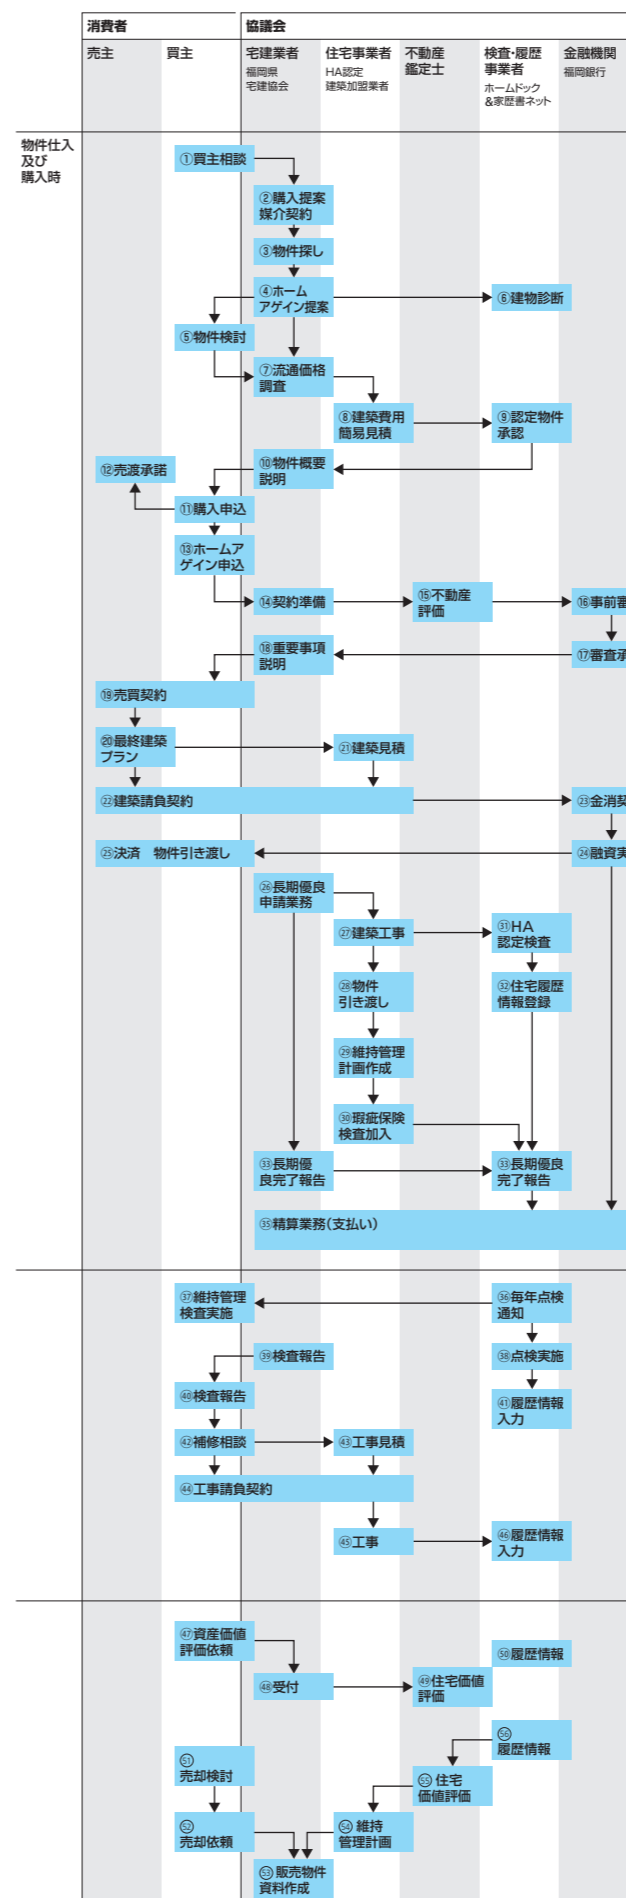 消費者
協議会
売主
買主
宅建業者
福岡県
宅建協会
住宅事業者
HA認定
建築加盟業者
不動産
鑑定士
検査・履歴
事業者
ホームドック
&家歴書ネット
金融機関
福岡銀行
物件仕入
及び
購入時
①買主相談
②購入提案
媒介契約
③物件探し
④ホーム
アゲイン提案
⑥建物診断
⑤物件検討
⑦流通価格
調査
⑧建築費用
簡易見積
⑨認定物件
承認
⑩物件概要
説明
⑫売渡承諾
⑪購入申込
⑬ホームア
ゲイン申込
⑭契約準備
⑮不動産
評価
⑯事前審
⑰審査承
⑱重要事項
説明
⑲売買契約
⑳最終建築
プラン
㉑建築見積
㉒建築請負契約
㉓金消契
㉔融資実
㉕決済　物件引き渡し
㉖長期優良
申請業務
㉗建築工事
㉛HA
認定検査
㉘物件
引き渡し
㉜住宅履歴
情報登録
㉙維持管理
計画作成
㉚瑕疵保険
検査加入
㉝長期優
良完了報告
㉝長期優良
完了報告
㉟精算業務(支払い)
㊲維持管理
検査実施
㊱毎年点検
通知
㊴検査報告
㊳点検実施
㊵検査報告
㊶履歴情報
入力
㊷補修相談
㊸工事見積
㊹工事請負契約
㊺工事
㊻履歴情報
入力
㊼資産価値
評価依頼
㊽受付
㊾住宅価値
評価
㊿履歴情報
56
履歴情報
51
売却検討
55 住宅
価値評価
52
売却依頼
54 維持
管理計画
53 販売物件
資料作成